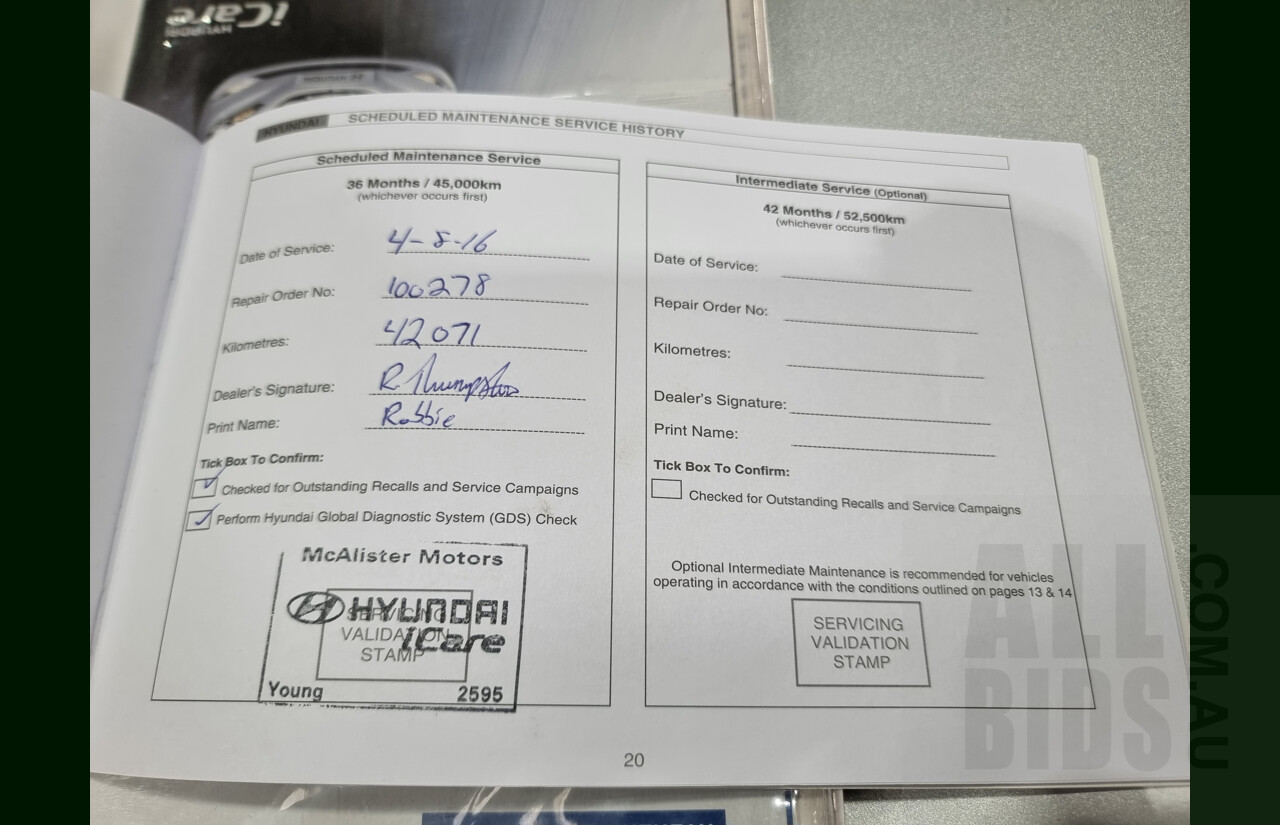 HYUNDAI
iCare
HYUNDAI SCHEDULED MAINTENANCE SERVICE HISTORY
Scheduled Maintenance Service
36 Months / 45,000km
(whichever occurs first)
Date of Service: 4-8-16
Repair Order No: 100278
Kilometres: 42071
Dealer's Signature: R Thumpston
Print Name: Robbie
Tick Box To Confirm:
Checked for Outstanding Recalls and Service Campaigns
Perform Hyundai Global Diagnostic System (GDS) Check
McAlister Motors
HYUNDAI
iCare
Young 2595
SERVICING
VALIDATION
STAMP
Intermediate Service (Optional)
42 Months / 52,500km
(whichever occurs first)
Date of Service:
Repair Order No:
Kilometres:
Dealer's Signature:
Print Name:
Tick Box To Confirm:
Checked for Outstanding Recalls and Service Campaigns
Optional Intermediate Maintenance is recommended for vehicles
operating in accordance with the conditions outlined on pages 13 & 14
SERVICING
VALIDATION
STAMP
20
ALL
BIDS
.COM.AU